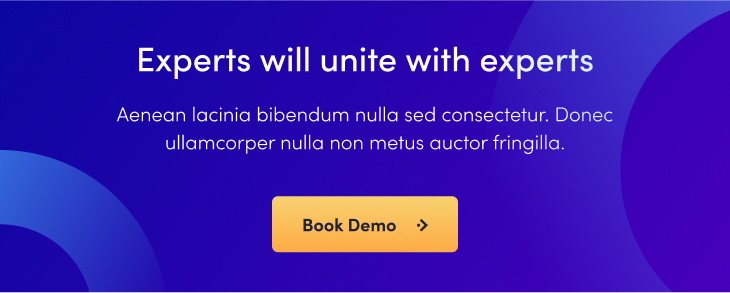 Experts will unite with experts
Aenean lacinia bibendum nulla sed consectetur. Donec
ullamcorper nulla non metus auctor fringilla.
Book Demo